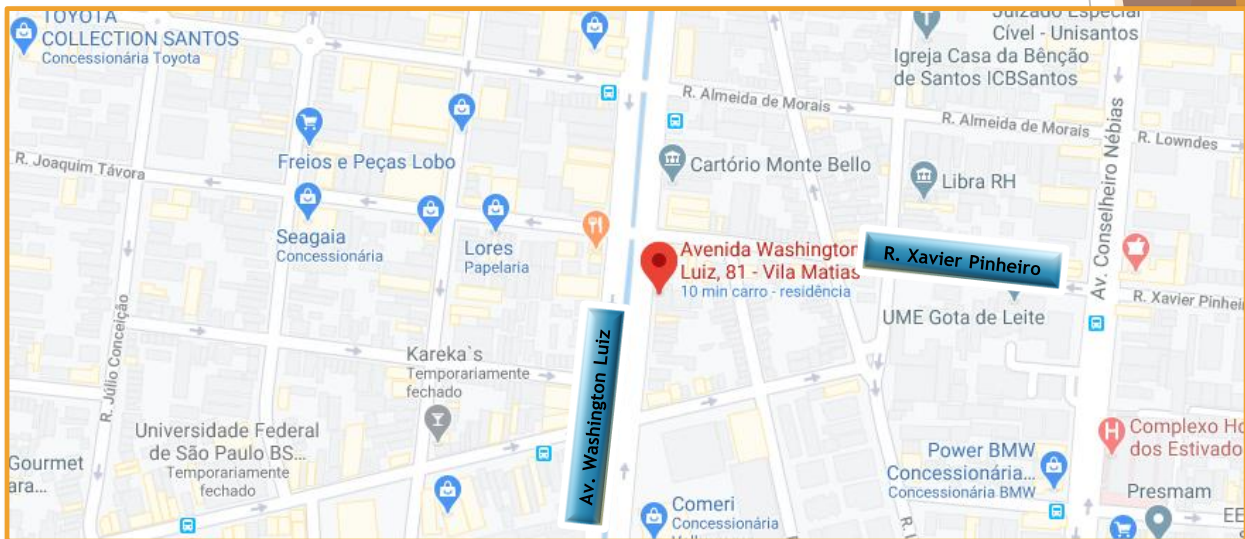 TOYOTA
COLLECTION SANTOS
Concessionária Toyota
Juizado Especial
Cível - Unisantos
Igreja Casa da Bênção
de Santos ICBSantos
R. Almeida de Morais
R. Almeida de Morais
R. Lowndes
Av. Conselheiro Nébias
R. Joaquim Távora
Freios e Peças Lobo
Cartório Monte Bello
Libra RH
Seagaia
Concessionária
Lores
Papelaria
Avenida Washington
Luiz, 81 - Vila Matias
10 min carro - residência
R. Xavier Pinheiro
R. Xavier Pinhei
UME Gota de Leite
R. Júlio Conceição
Kareka`s
Temporariamente
fechado
Av. Washington Luiz
Universidade Federal
de São Paulo BS...
Temporariamente
fechado
Gourmet
ara...
Power BMW
Concessionária...
Concessionária BMW
H
Complexo Ho
dos Estivado
Presmam
Comeri
Concessionária
EE